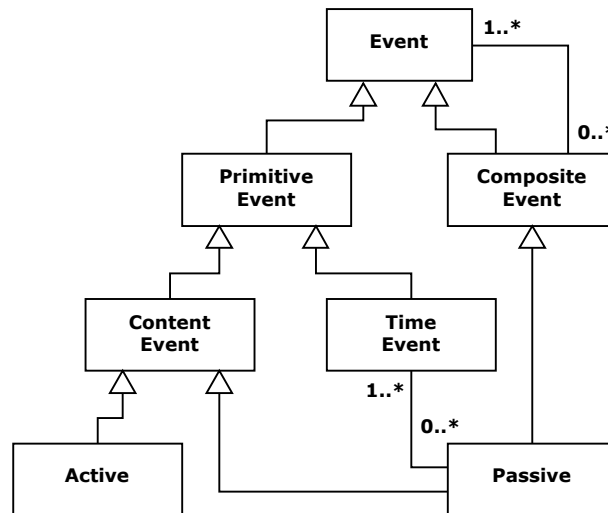 Event
1..*
0..*
Primitive
Event
Composite
Event
Content
Event
Time
Event
1..*
0..*
Active
Passive